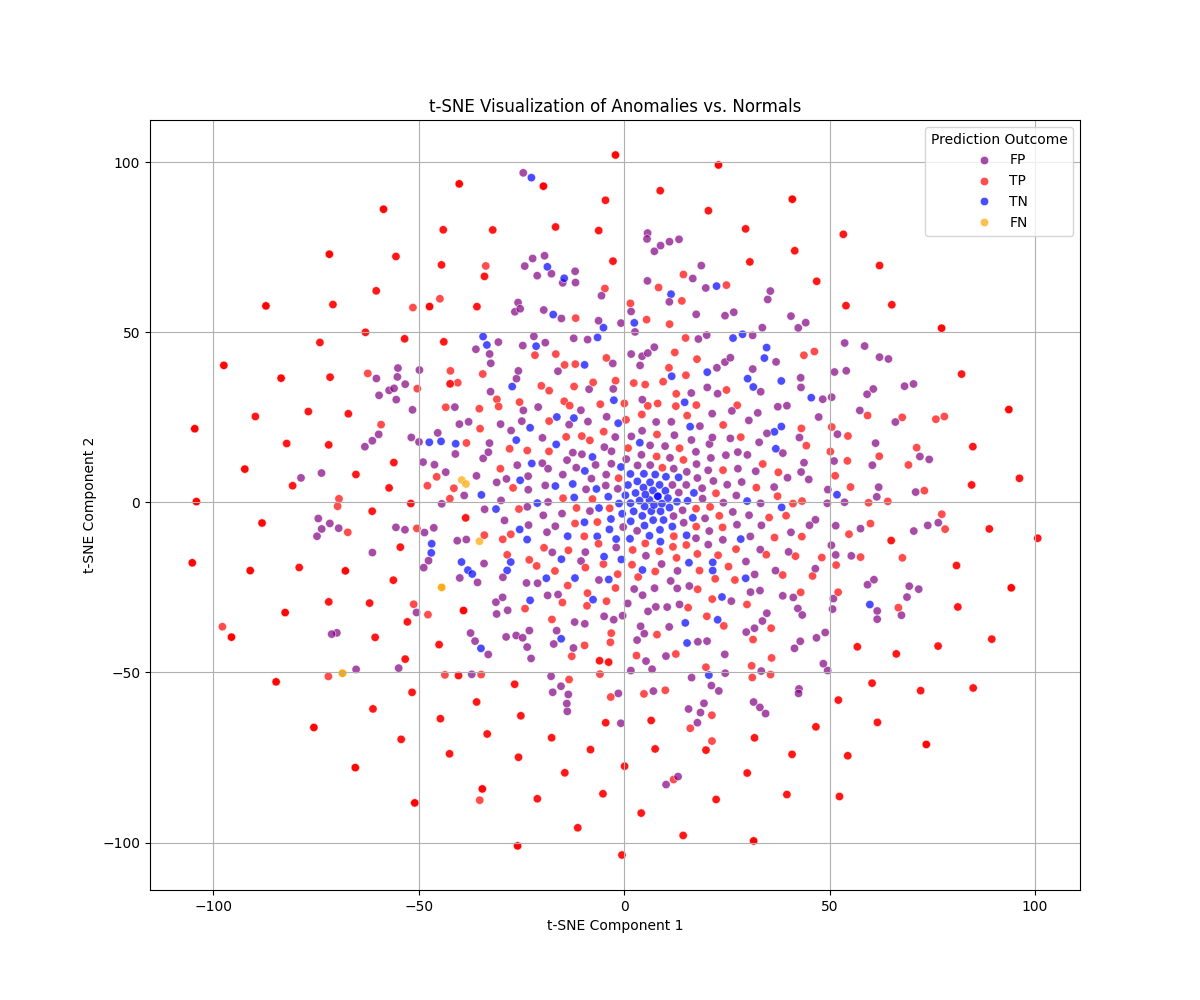 t-SNE Visualization of Anomalies vs. Normals
Prediction Outcome
FP
TP
TN
FN
100
50
0
−50
−100
t-SNE Component 2
−100
−50
0
50
100
t-SNE Component 1